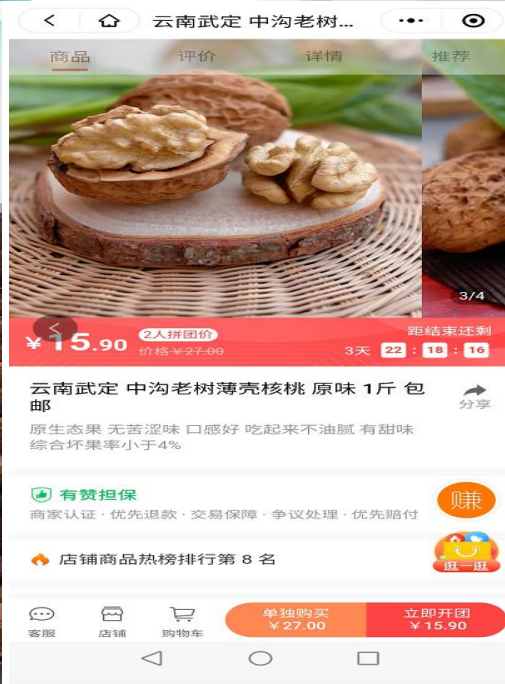 云南武定 中沟老树...
商品 评价 详情 推荐
3/4
¥15.90 2人拼团价 距结束还剩
价格¥27.00 3天 22 : 18 : 16
云南武定 中沟老树薄壳核桃 原味 1斤 包
邮
分享
原生态果 无苦涩味 口感好 吃起来不油腻 有甜味
综合坏果率小于4%
有赞担保
赚
商家认证 · 优先退款 · 交易保障 · 争议处理 · 优先赔付
店铺商品热榜排行第 8 名
逛一逛
客服 店铺 购物车
单独购买
¥27.00
立即开团
¥15.90